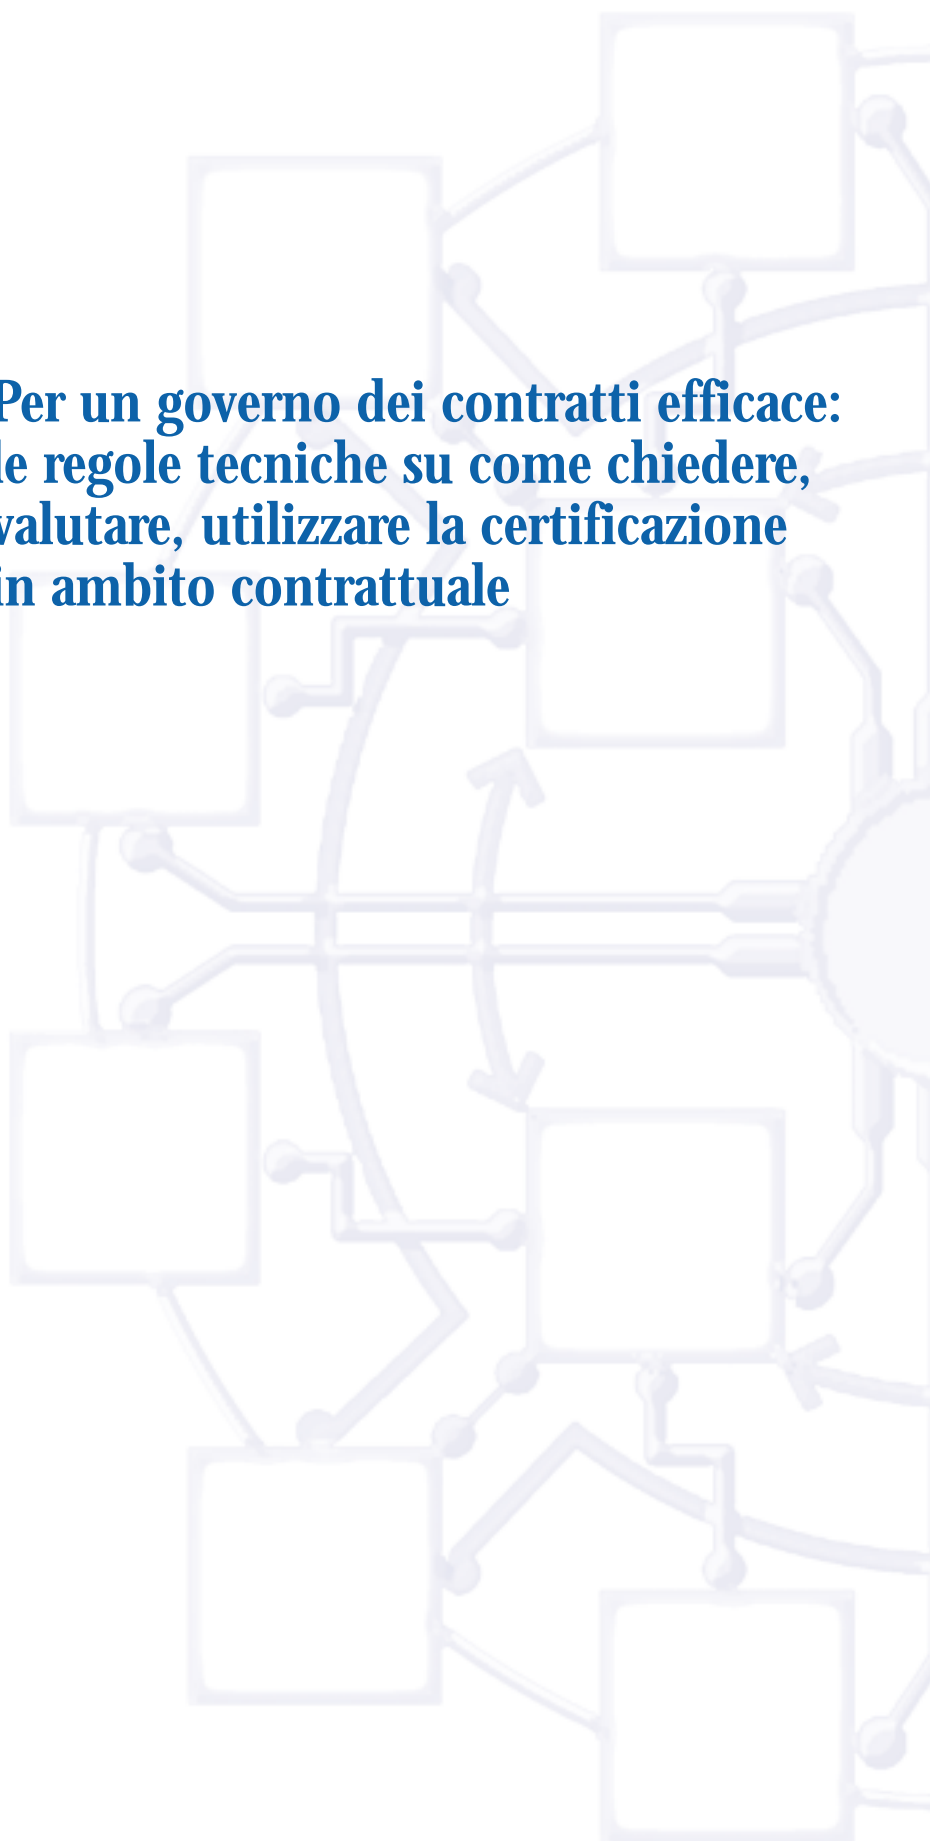 Per un governo dei contratti efficace:
le regole tecniche su come chiedere,
valutare, utilizzare la certificazione
in ambito contrattuale